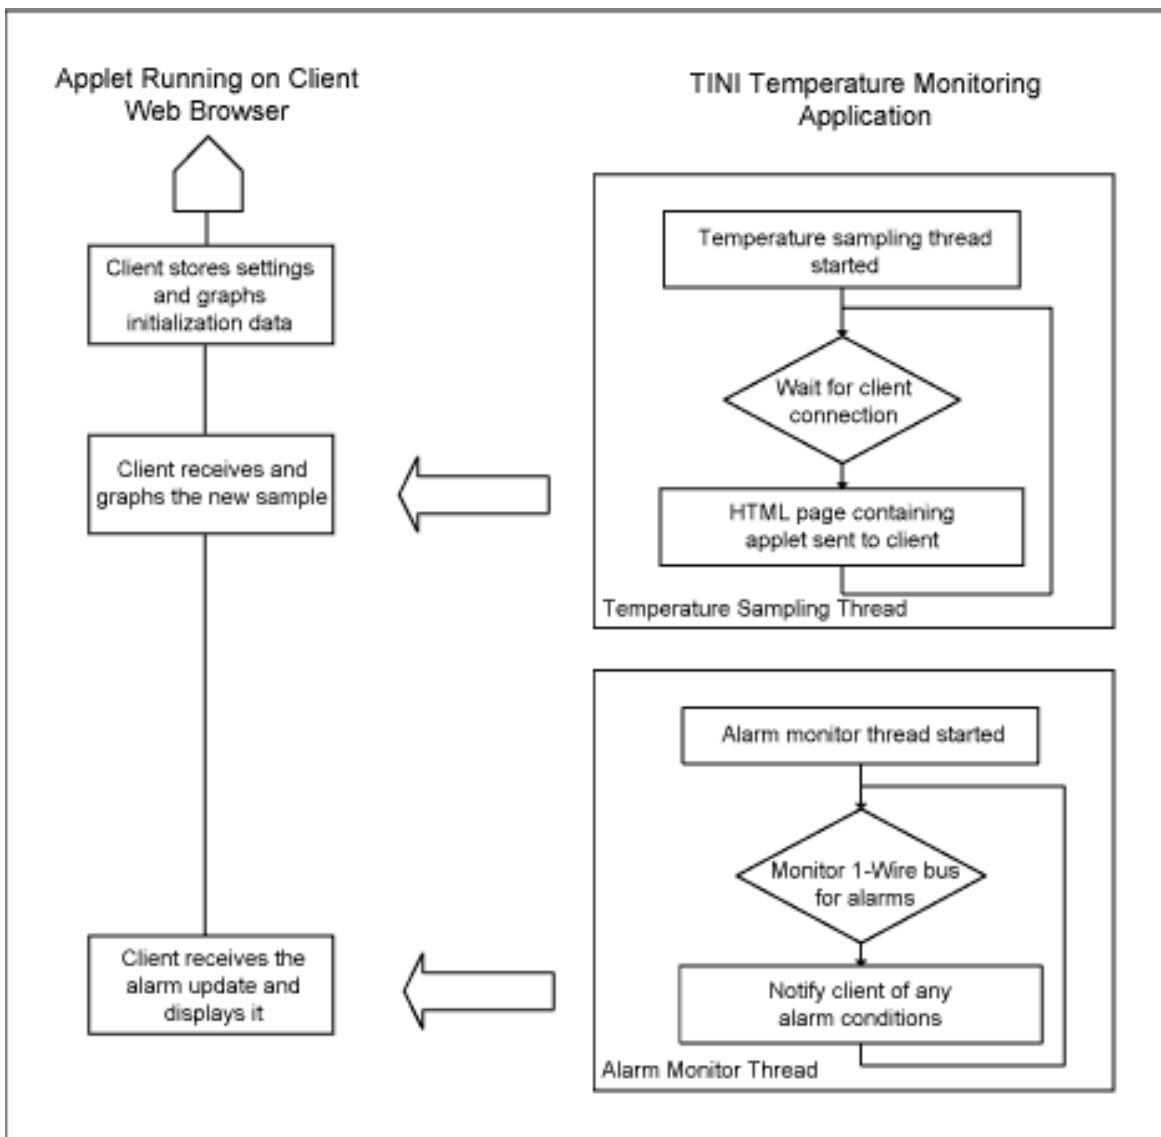 Applet Running on Client
Web Browser
Client stores settings
and graphs
initialization data
Client receives and
graphs the new sample
Client receives the
alarm update and
displays it
TINI Temperature Monitoring
Application
Temperature sampling thread
started
Wait for client
connection
HTML page containing
applet sent to client
Temperature Sampling Thread
Alarm monitor thread started
Monitor 1-Wire bus
for alarms
Notify client of any
alarm conditions
Alarm Monitor Thread